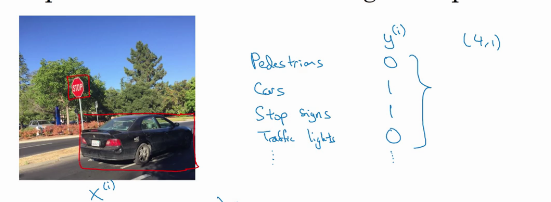 y(i)
(4,1)
Pedestrians 0
Cars 1
STOP
Stop signs 1
Traffic lights 0
⋮ ⋮
x(i)